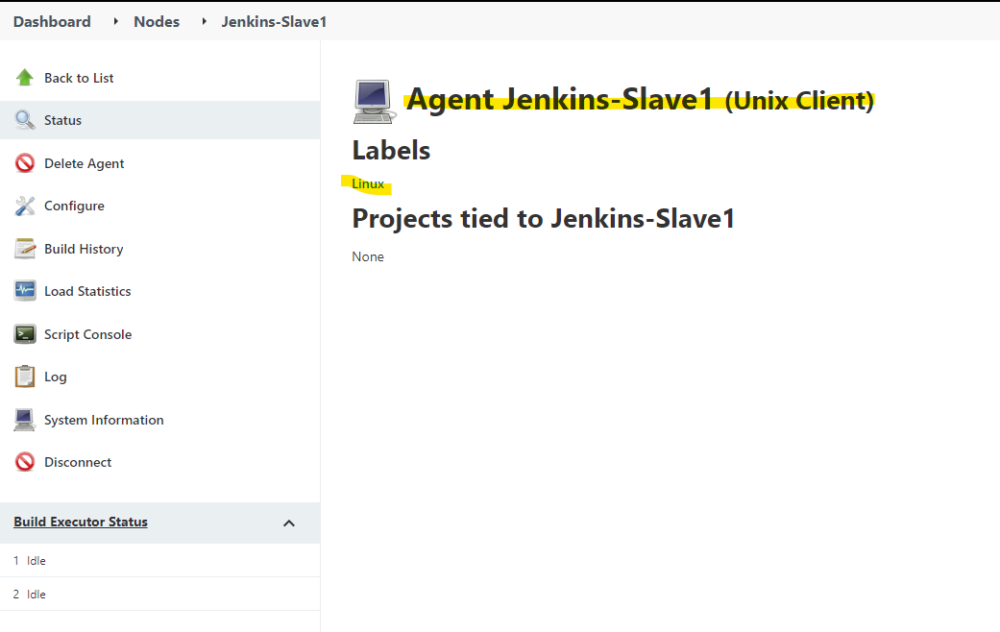 Dashboard Nodes Jenkins-Slave1
Back to List
Status
Delete Agent
Configure
Build History
Load Statistics
Script Console
Log
System Information
Disconnect
Build Executor Status
1 Idle
2 Idle
Agent Jenkins-Slave1 (Unix Client)
Labels
Linux
Projects tied to Jenkins-Slave1
None